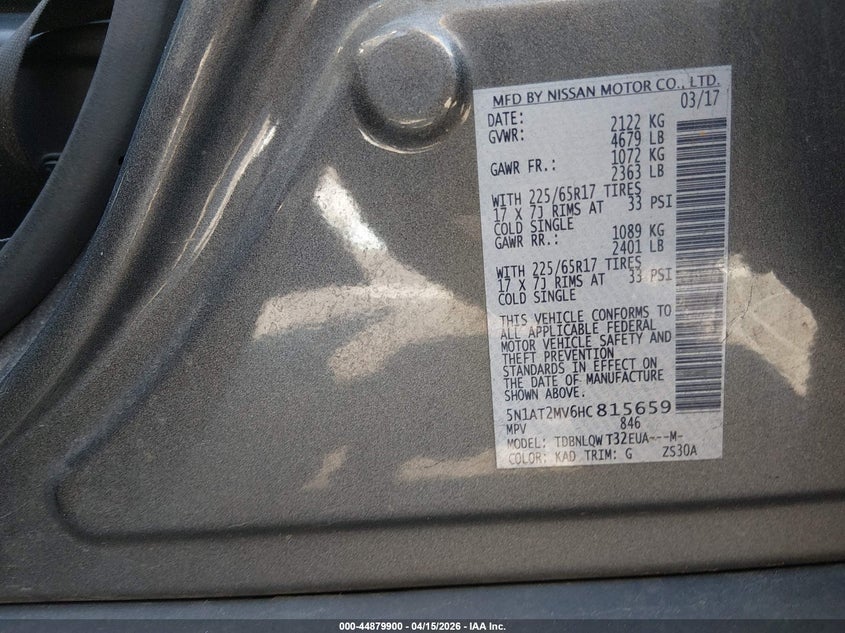 MFD BY NISSAN MOTOR CO., LTD.
DATE: 03/17
GVWR: 2122 KG
4679 LB
GAWR FR.: 1072 KG
2363 LB
WITH 225/65R17 TIRES
17 X 7J RIMS AT 33 PSI
COLD SINGLE
GAWR RR.: 1089 KG
2401 LB
WITH 225/65R17 TIRES
17 X 7J RIMS AT 33 PSI
COLD SINGLE
THIS VEHICLE CONFORMS TO
ALL APPLICABLE FEDERAL
MOTOR VEHICLE SAFETY AND
THEFT PREVENTION
STANDARDS IN EFFECT ON
THE DATE OF MANUFACTURE
SHOWN ABOVE.
5N1AT2MV6HC815659
MPV 846
MODEL: TDBNLQW T32EUA---M-
COLOR: KAD TRIM: G ZS30A
000-44879900 - 04/15/2026 - IAA Inc.